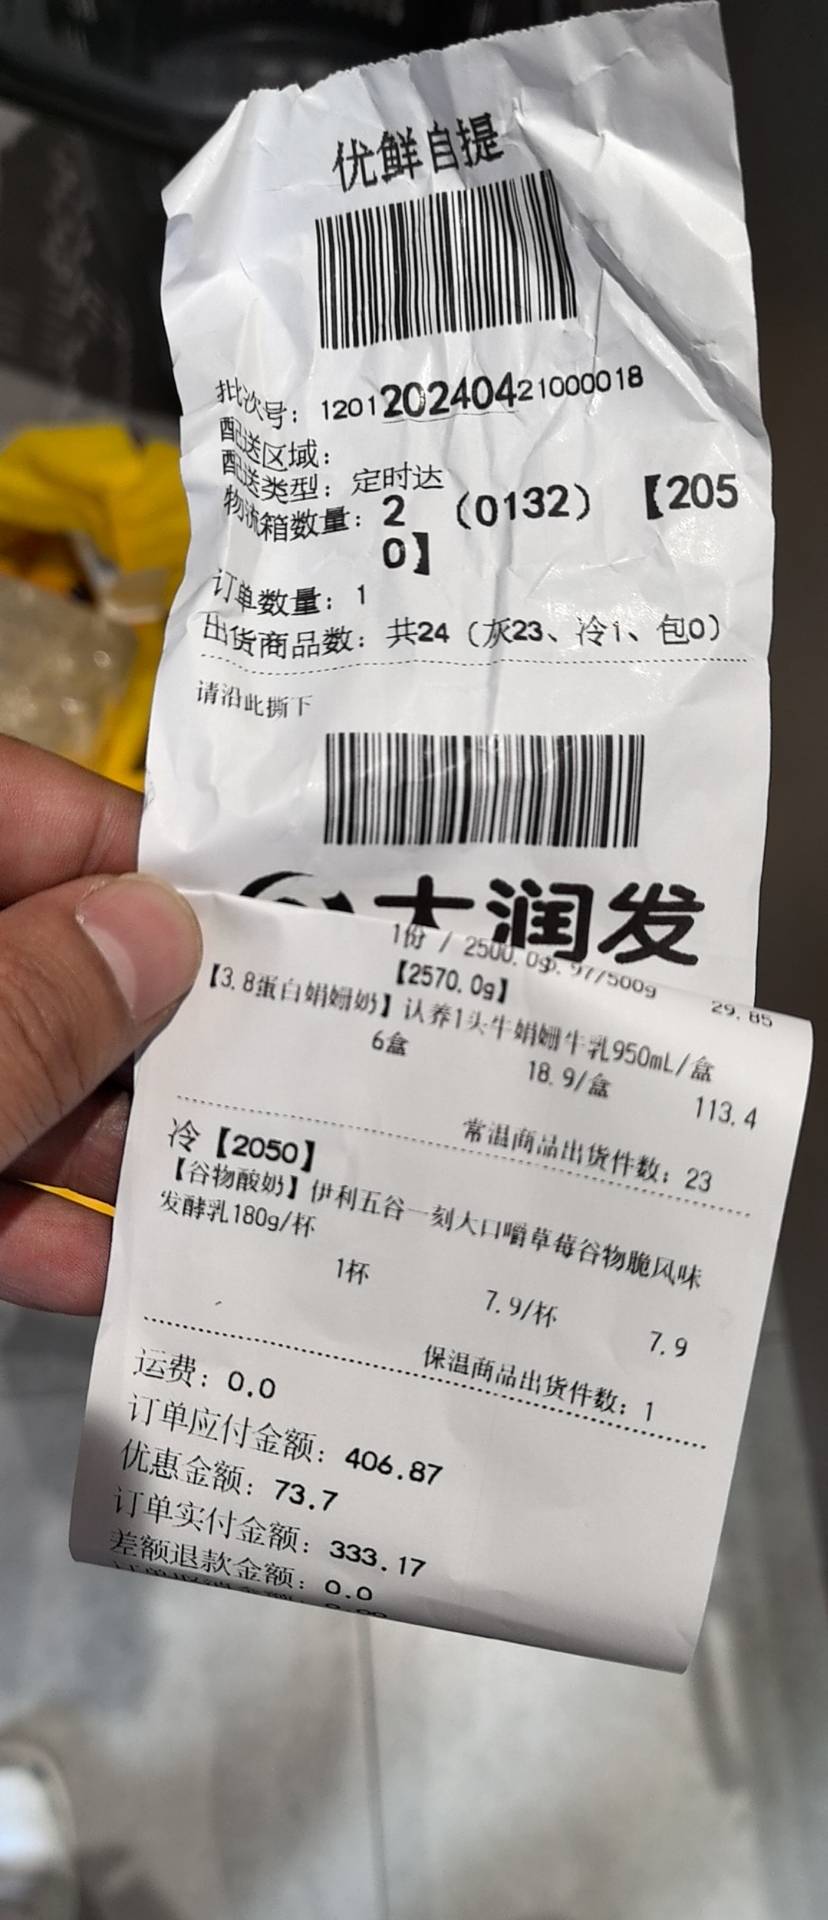 优鲜自提
批次号：120120240421000018
配送区域：
配送类型：定时达
物流箱数量：2（0132）【205
0】
订单数量：1
出货商品数：共24（灰23、冷1、包0）
请沿此撕下
大润发
1份 / 2500.0g 97/500g 29.85
【2570.0g】
【3.8蛋白娟姗奶】认养1头牛娟姗牛乳950mL/盒
6盒 18.9/盒 113.4
常温商品出货件数：23
冷【2050】
【谷物酸奶】伊利五谷一刻大口嚼草莓谷物脆风味
发酵乳180g/杯
1杯 7.9/杯 7.9
保温商品出货件数：1
运费：0.0
订单应付金额：406.87
优惠金额：73.7
订单实付金额：333.17
差额退款金额：0.0